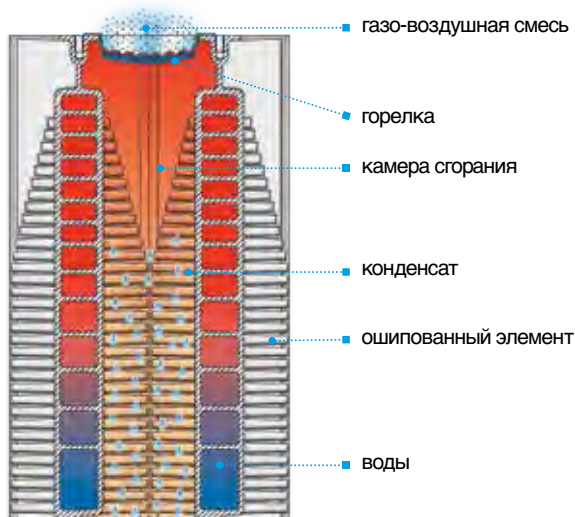 газо-воздушная смесь
горелка
камера сгорания
конденсат
ошипованный элемент
воды